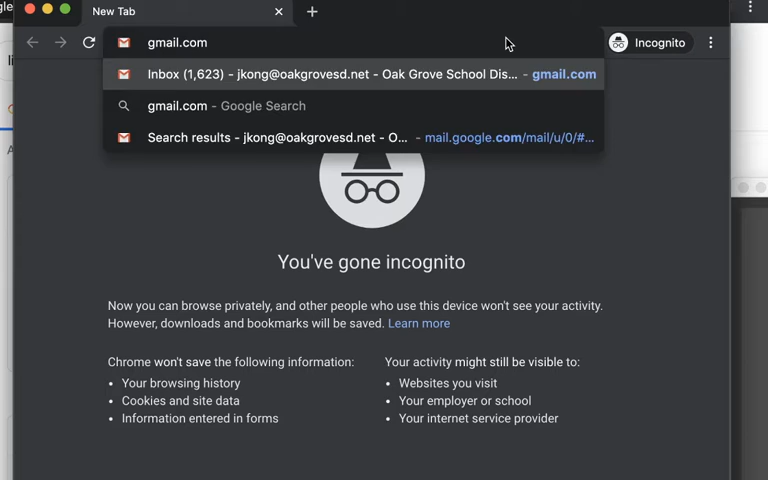 New Tab
gmail.com
Incognito
Inbox (1,623) - jkong@oakgrovesd.net - Oak Grove School Dis... - gmail.com
gmail.com - Google Search
Search results - jkong@oakgrovesd.net - O... - mail.google.com/mail/u/0/#...
You've gone incognito
Now you can browse privately, and other people who use this device won't see your activity.
However, downloads and bookmarks will be saved. Learn more
Chrome won't save the following information:
• Your browsing history
• Cookies and site data
• Information entered in forms
Your activity might still be visible to:
• Websites you visit
• Your employer or school
• Your internet service provider